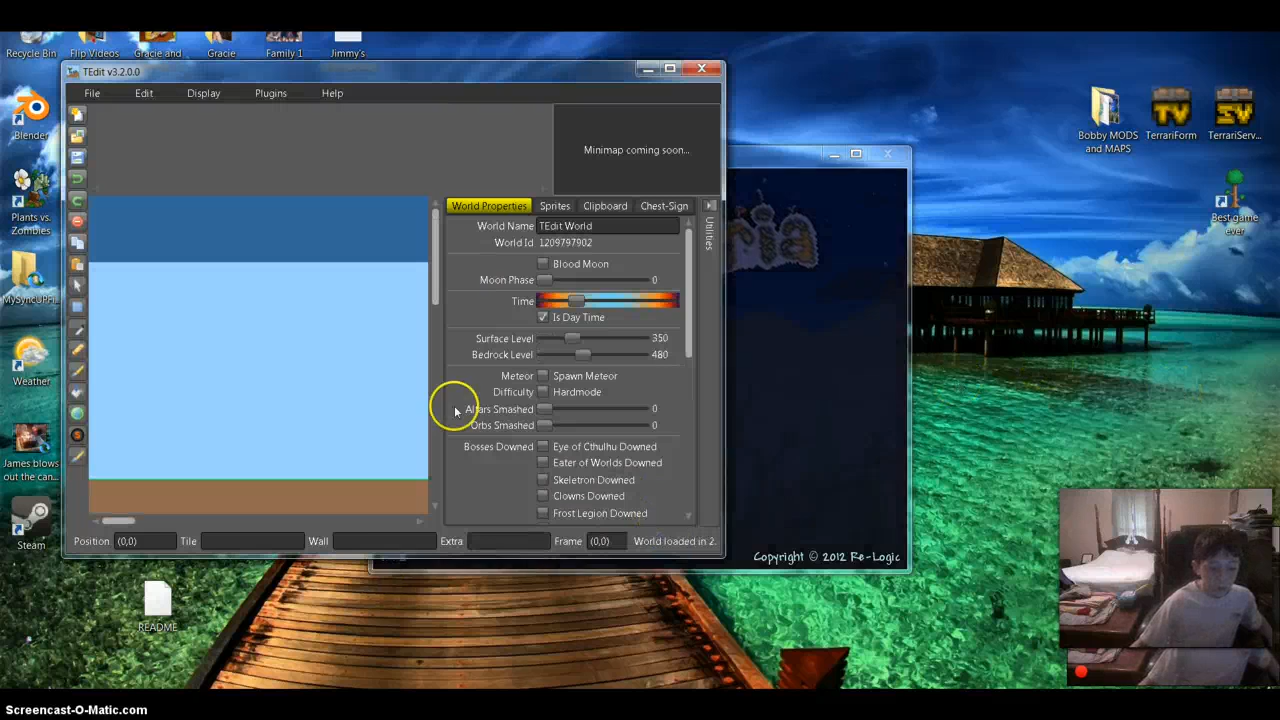 Recycle Bin
Flip Videos
Gracie and
Gracie
Family 1
Jimmy's
TEdit v3.2.0.0
File
Edit
Display
Plugins
Help
Minimap coming soon...
World Properties
Sprites
Clipboard
Chest-Sign
Utilities
World Name
TEdit World
World Id
1209797902
Blood Moon
Moon Phase
0
Time
Is Day Time
Surface Level
350
Bedrock Level
480
Meteor
Spawn Meteor
Difficulty
Hardmode
Altars Smashed
0
Orbs Smashed
0
Bosses Downed
Eye of Cthulhu Downed
Eater of Worlds Downed
Skeletron Downed
Clowns Downed
Frost Legion Downed
Position
(0,0)
Tile
Wall
Extra
Frame
(0,0)
World loaded in 2.
Copyright © 2012 Re-Logic
Blender
Plants vs.
Zombies
Weather
James blows
out the can...
Steam
README
Bobby MODS
and MAPS
TerrariForm
TerrariServ...
Best game
ever
Screencast-O-Matic.com